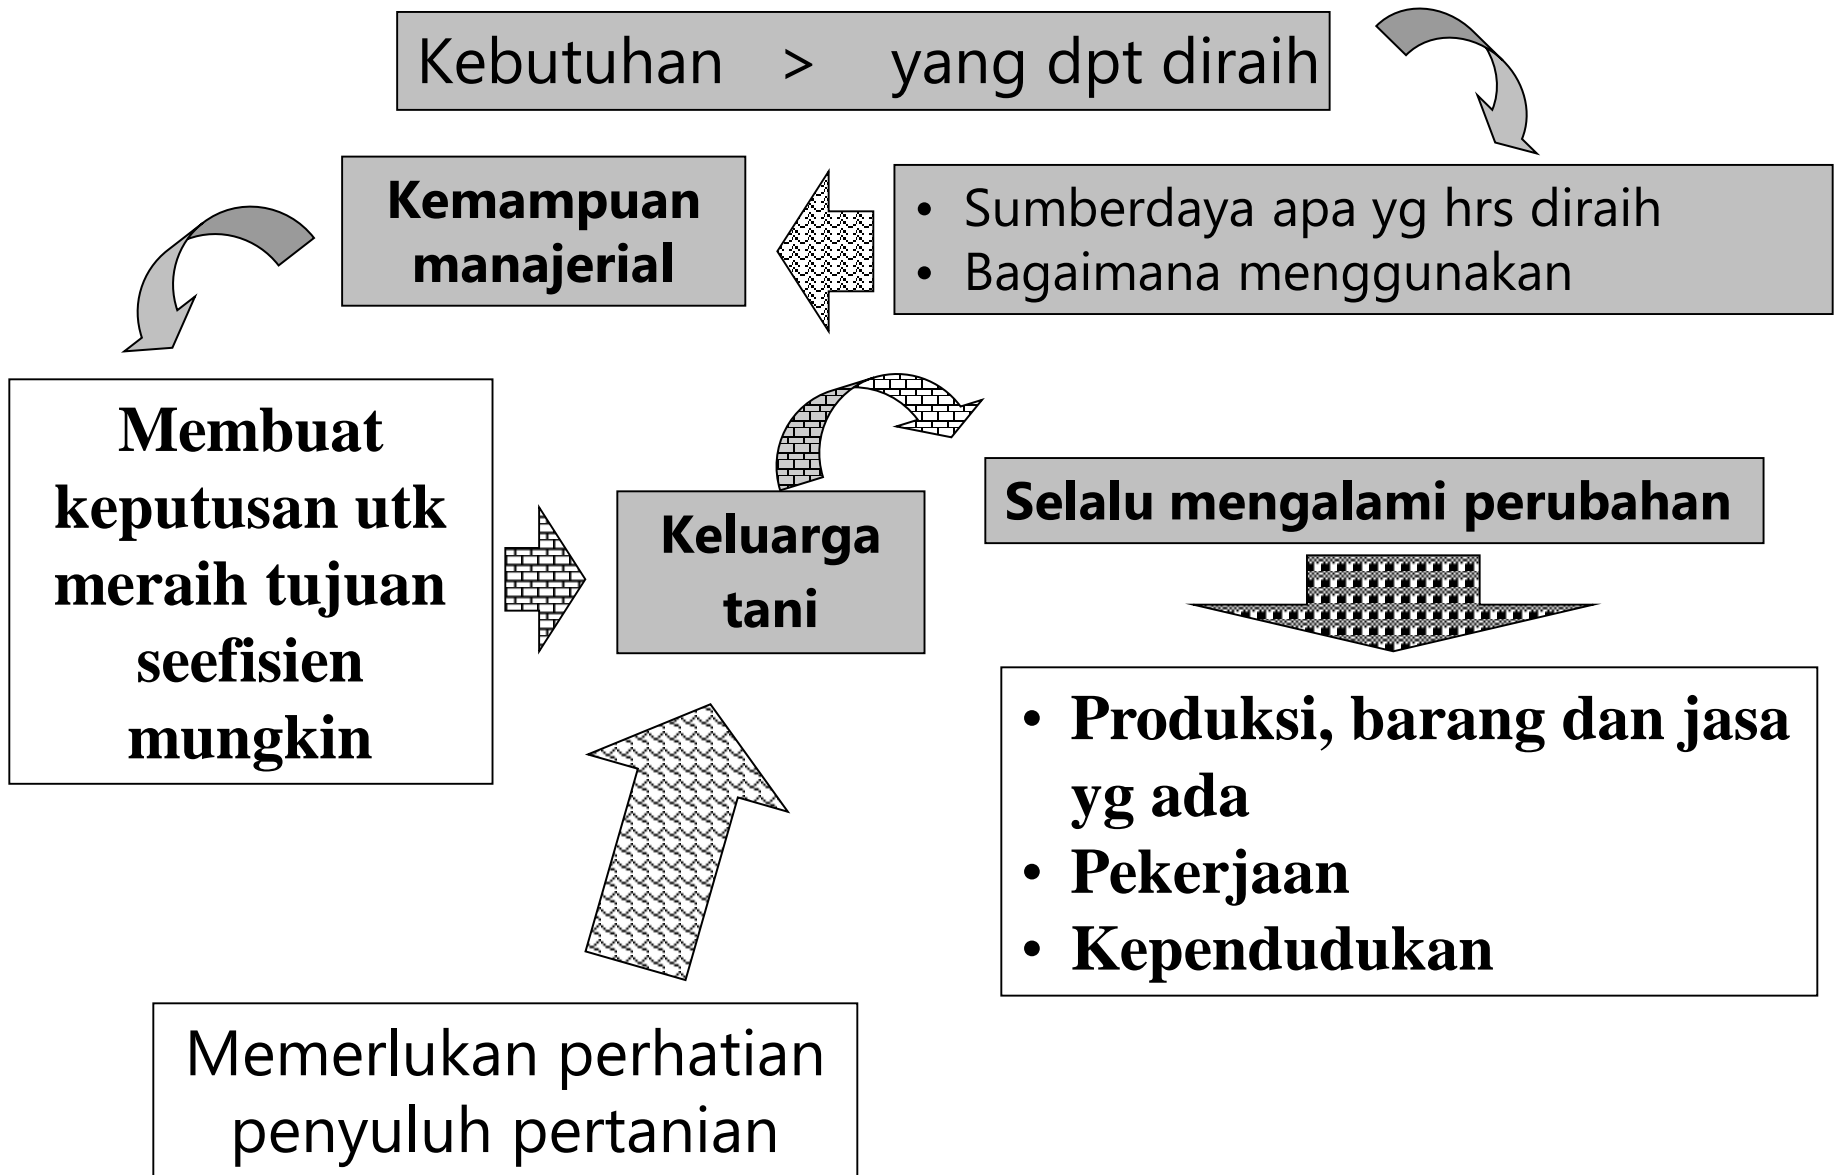 Kebutuhan > yang dpt diraih
• Sumberdaya apa yg hrs diraih
• Bagaimana menggunakan
Kemampuan
manajerial
Membuat
keputusan utk
meraih tujuan
seefisien
mungkin
Keluarga
tani
Selalu mengalami perubahan
• Produksi, barang dan jasa
yg ada
• Pekerjaan
• Kependudukan
Memerlukan perhatian
penyuluh pertanian